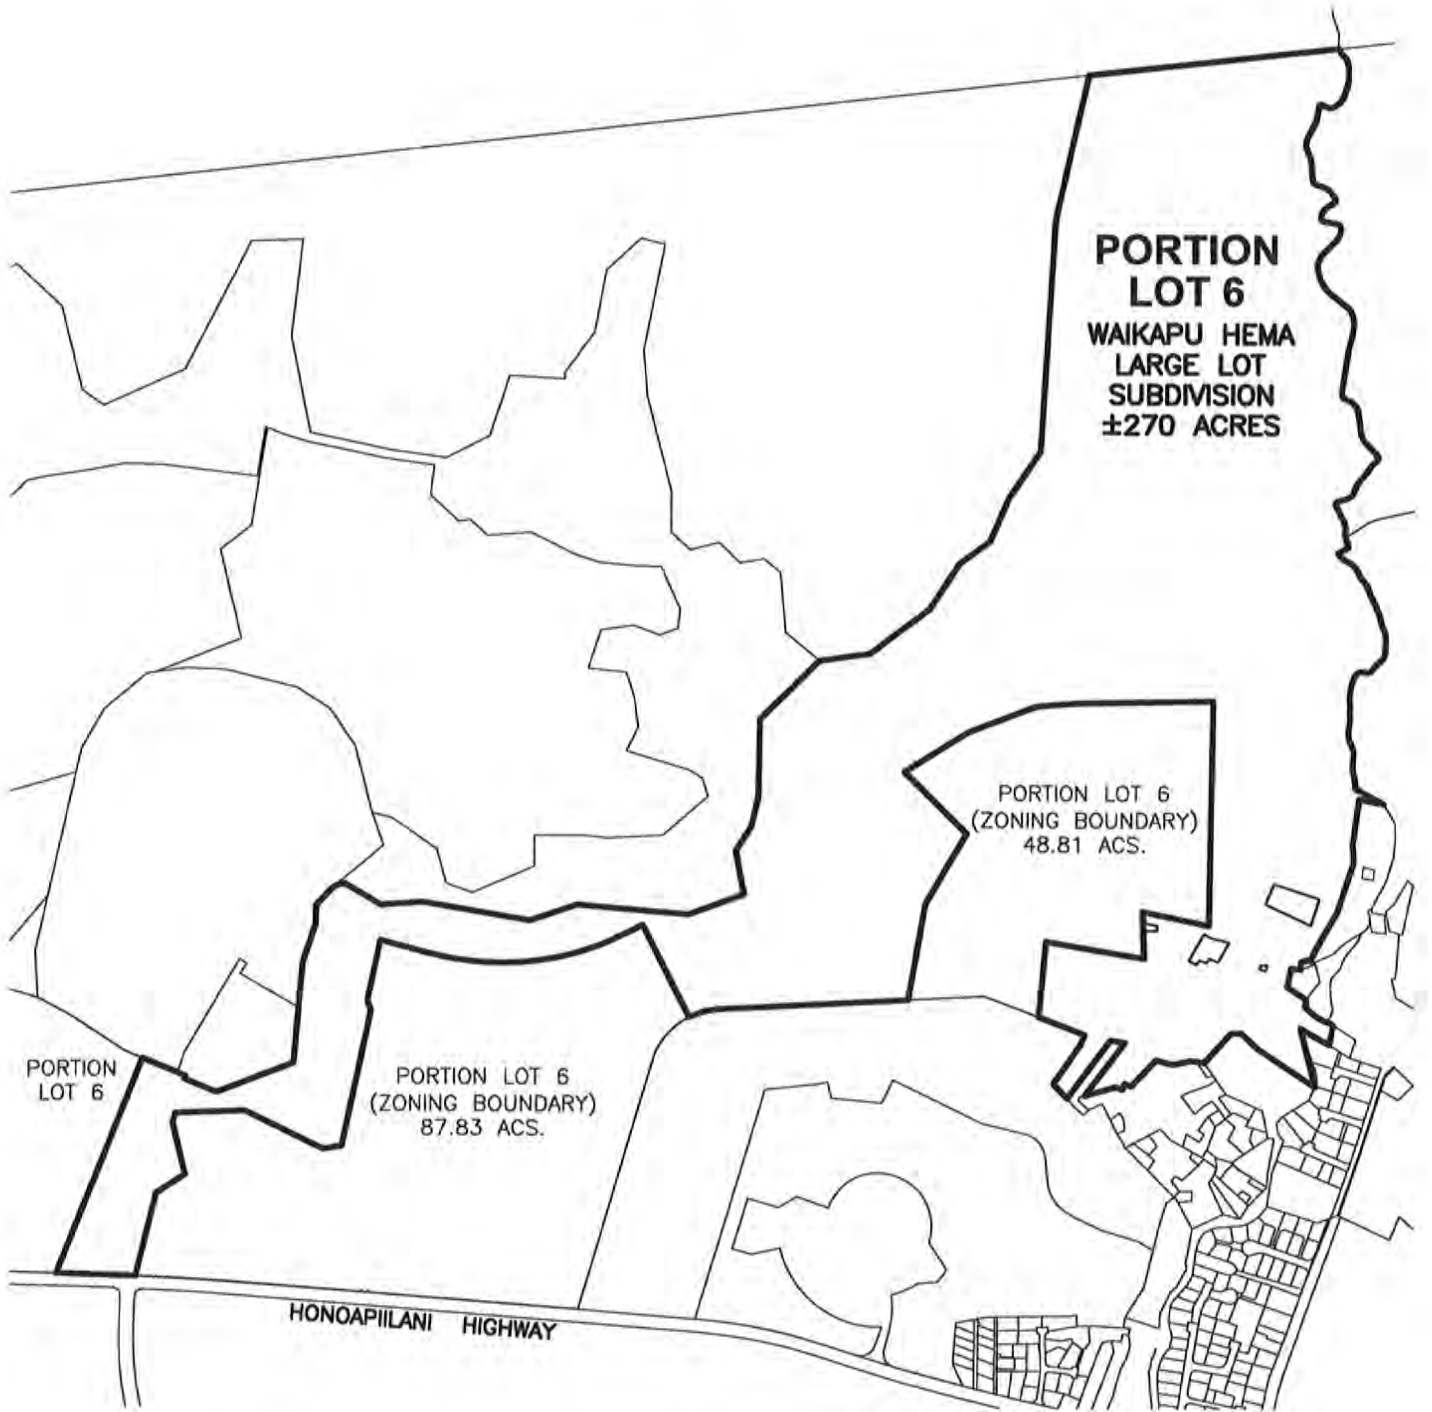 PORTION
LOT 6
WAIKAPU HEMA
LARGE LOT
SUBDIVISION
±270 ACRES
PORTION LOT 6
(ZONING BOUNDARY)
48.81 ACS.
PORTION
LOT 6
PORTION LOT 6
(ZONING BOUNDARY)
87.83 ACS.
HONOAPIILANI HIGHWAY